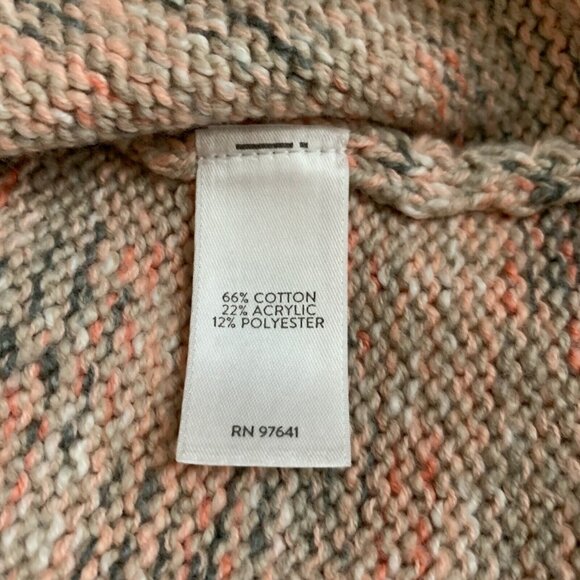 66% COTTON
22% ACRYLIC
12% POLYESTER
RN 97641